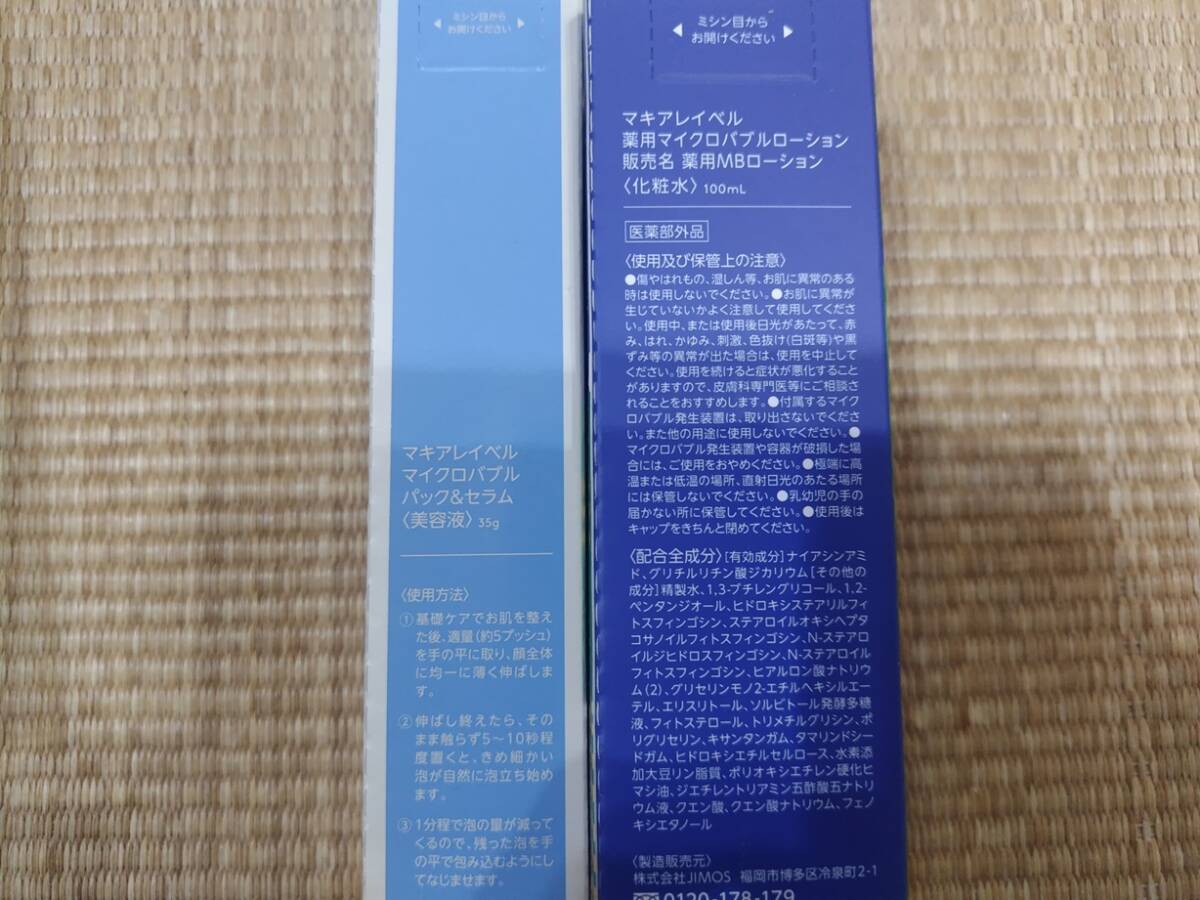 ミシン目から
お開けください
マキアレイベル
マイクロバブル
パック&セラム
〈美容液〉 35g
〈使用方法〉
①基礎ケアでお肌を整え
た後、適量(約5プッシュ)
を手の平に取り、顔全体
に均一に薄く伸ばしま
す。
②伸ばし終えたら、その
まま触らず5〜10秒程
度置くと、きめ細かい
泡が自然に泡立ち始め
ます。
③1分程で泡の量が減って
くるので、残った泡を手
の平で包み込むようにし
てなじませます。
ミシン目から
お開けください
マキアレイベル
薬用マイクロバブルローション
販売名 薬用MBローション
〈化粧水〉 100mL
医薬部外品
〈使用及び保管上の注意〉
●傷やはれもの、湿しん等、お肌に異常のある
時は使用しないでください。●お肌に異常が
生じていないかよく注意して使用してくださ
い。使用中、または使用後日光があたって、赤
み、はれ、かゆみ、刺激、色抜け(白斑等)や黒
ずみ等の異常が出た場合は、使用を中止して
ください。使用を続けると症状が悪化すること
がありますので、皮膚科専門医等にご相談さ
れることをおすすめします。●付属するマイク
ロバブル発生装置は、取り出さないでくださ
い。また他の用途に使用しないでください。●
マイクロバブル発生装置や容器が破損した場
合には、ご使用をおやめください。●極端に高
温または低温の場所、直射日光のあたる場所
には保管しないでください。●乳幼児の手の
届かない所に保管してください。●使用後は
キャップをきちんと閉めてください。
〈配合全成分〉[有効成分]ナイアシンアミ
ド、グリチルリチン酸ジカリウム[その他の
成分]精製水、1,3-ブチレングリコール、1,2-
ペンタンジオール、ヒドロキシステアリルフィ
トスフィンゴシン、ステアロイルオキシヘプタ
コサノイルフィトスフィンゴシン、N-ステアロ
イルジヒドロスフィンゴシン、N-ステアロイル
フィトスフィンゴシン、ヒアルロン酸ナトリウ
ム(2)、グリセリンモノ2-エチルヘキシルエー
テル、エリスリトール、ソルビトール発酵多糖
液、フィトステロール、トリメチルグリシン、ポ
リグリセリン、キサンタンガム、タマリンドシー
ドガム、ヒドロキシエチルセルロース、水素添
加大豆リン脂質、ポリオキシエチレン硬化ヒ
マシ油、ジエチレントリアミン五酢酸五ナトリ
ウム液、クエン酸、クエン酸ナトリウム、フェノ
キシエタノール
〈製造販売元〉
株式会社JIMOS 福岡市博多区冷泉町2-1
0120-178-179